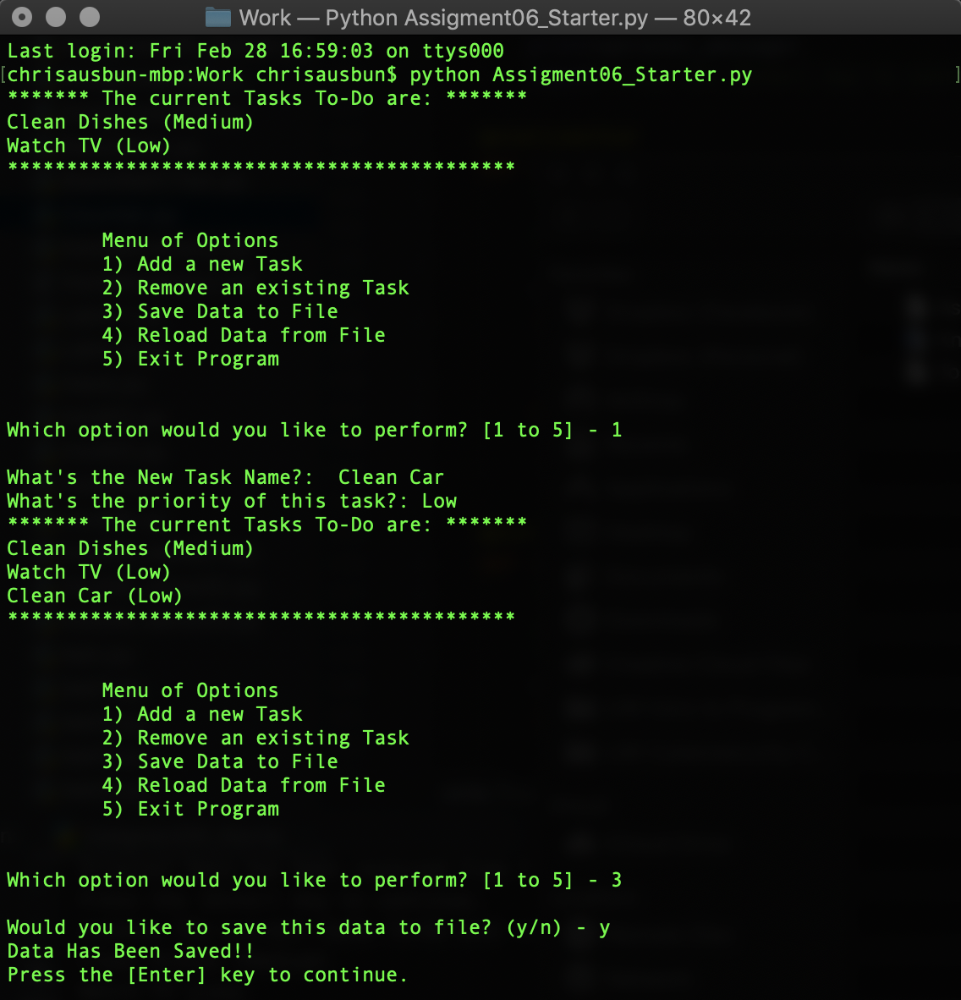 Work — Python Assigment06_Starter.py — 80×42
Last login: Fri Feb 28 16:59:03 on ttys000
[chrisausbun-mbp:Work chrisausbun$ python Assigment06_Starter.py ]
******* The current Tasks To-Do are: *******
Clean Dishes (Medium)
Watch TV (Low)
*******************************************
Menu of Options
1) Add a new Task
2) Remove an existing Task
3) Save Data to File
4) Reload Data from File
5) Exit Program
Which option would you like to perform? [1 to 5] - 1
What's the New Task Name?:  Clean Car
What's the priority of this task?: Low
******* The current Tasks To-Do are: *******
Clean Dishes (Medium)
Watch TV (Low)
Clean Car (Low)
*******************************************
Menu of Options
1) Add a new Task
2) Remove an existing Task
3) Save Data to File
4) Reload Data from File
5) Exit Program
Which option would you like to perform? [1 to 5] - 3
Would you like to save this data to file? (y/n) - y
Data Has Been Saved!!
Press the [Enter] key to continue.